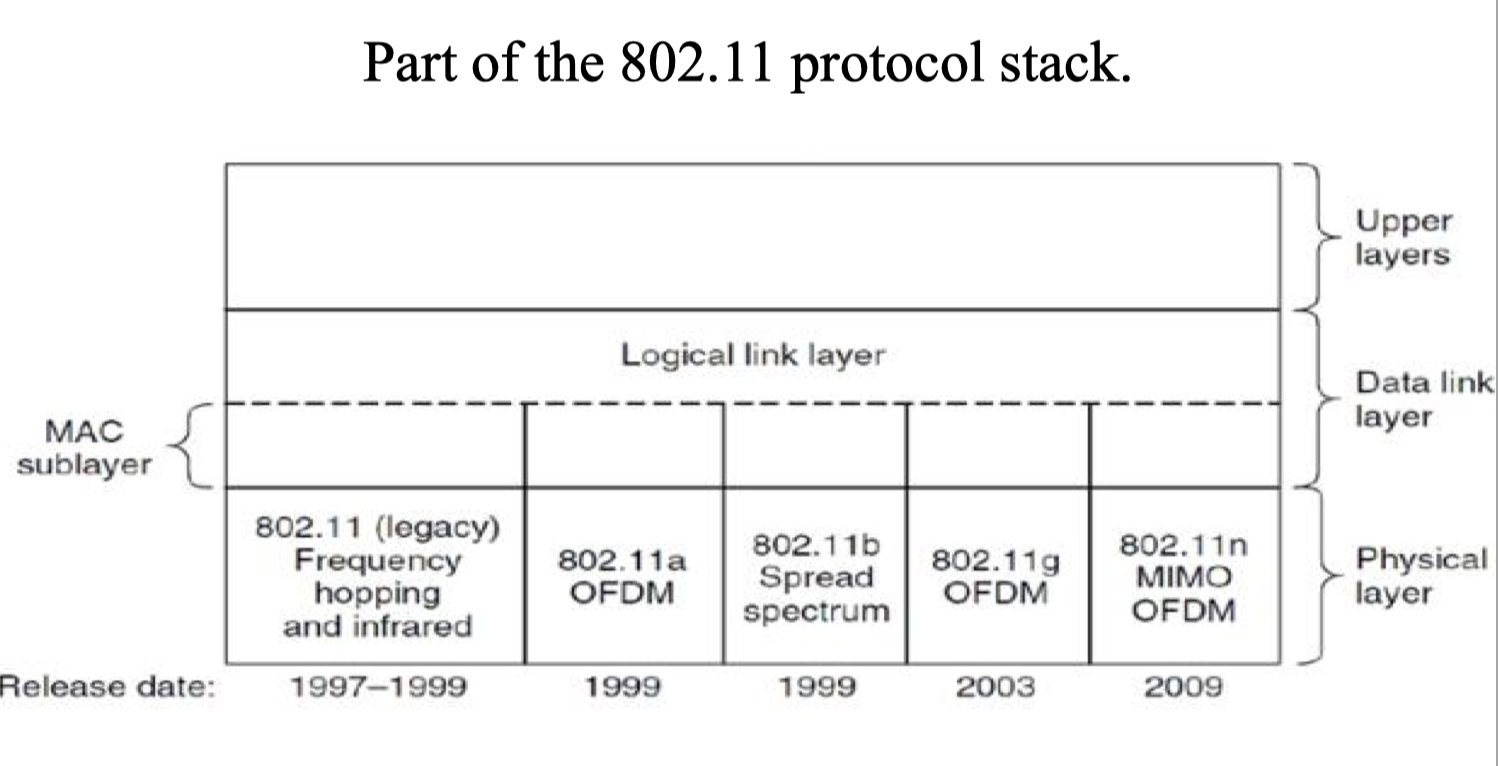 Part of the 802.11 protocol stack.
Upper
layers
Logical link layer
Data link
layer
MAC
sublayer
802.11 (legacy)
Frequency
hopping
and infrared
802.11a
OFDM
802.11b
Spread
spectrum
802.11g
OFDM
802.11n
MIMO
OFDM
Physical
layer
Release date: 1997–1999 1999 1999 2003 2009